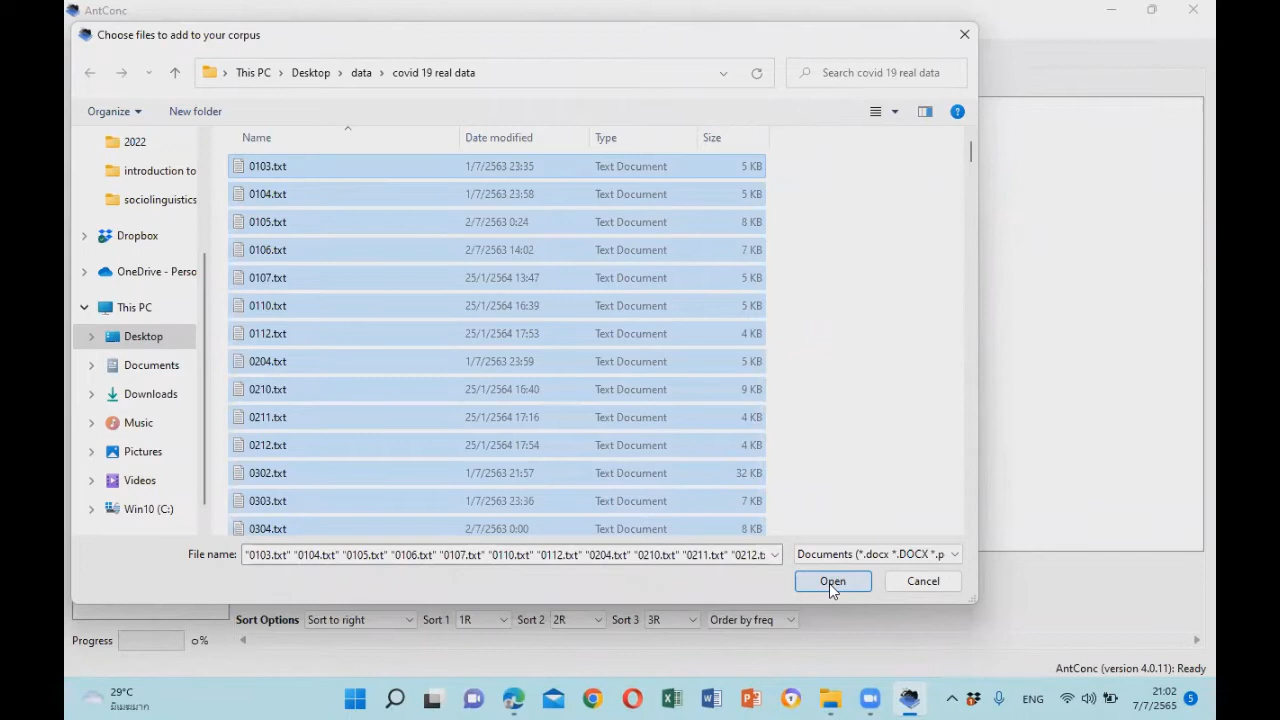 AntConc
Choose files to add to your corpus
This PC Desktop data covid 19 real data
Search covid 19 real data
Organize New folder
Name Date modified Type Size
2022
introduction to
sociolinguistics
Dropbox
OneDrive - Perso
This PC
Desktop
Documents
Downloads
Music
Pictures
Videos
Win10 (C:)
0103.txt 1/7/2563 23:35 Text Document 5 KB
0104.txt 1/7/2563 23:58 Text Document 5 KB
0105.txt 2/7/2563 0:24 Text Document 8 KB
0106.txt 2/7/2563 14:02 Text Document 7 KB
0107.txt 25/1/2564 13:47 Text Document 5 KB
0110.txt 25/1/2564 16:39 Text Document 5 KB
0112.txt 25/1/2564 17:53 Text Document 4 KB
0204.txt 1/7/2563 23:59 Text Document 5 KB
0210.txt 25/1/2564 16:40 Text Document 9 KB
0211.txt 25/1/2564 17:16 Text Document 4 KB
0212.txt 25/1/2564 17:54 Text Document 4 KB
0302.txt 1/7/2563 21:57 Text Document 32 KB
0303.txt 1/7/2563 23:36 Text Document 7 KB
0304.txt 2/7/2563 0:00 Text Document 8 KB
File name: "0103.txt" "0104.txt" "0105.txt" "0106.txt" "0107.txt" "0110.txt" "0112.txt" "0204.txt" "0210.txt" "0211.txt" "0212.t
Documents (*.docx *.DOCX *.p
Open Cancel
Sort Options Sort to right Sort 1 1R Sort 2 2R Sort 3 3R Order by freq
Progress 0%
AntConc (version 4.0.11): Ready
29°C
มีเมฆมาก
ENG
21:02
7/7/2565
5